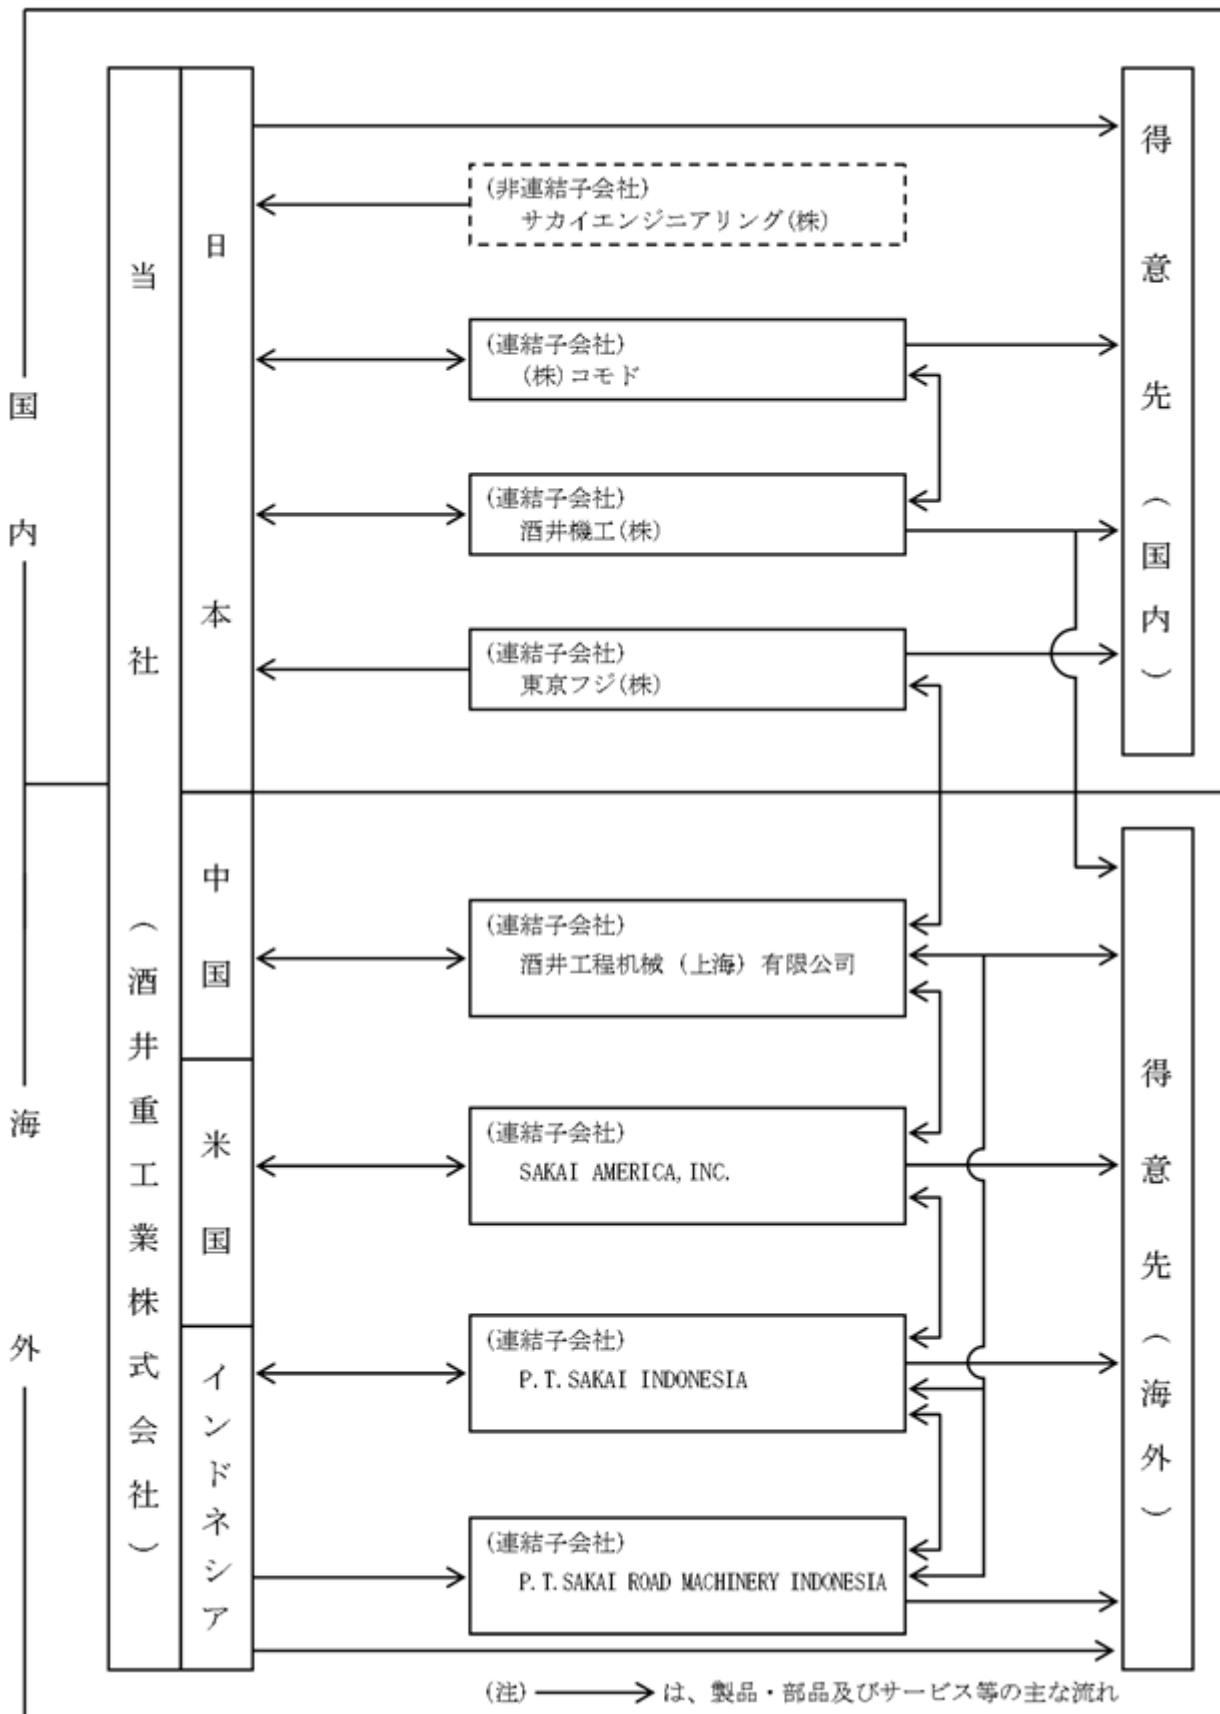 国内
海外
当社（酒井重工業株式会社）
日本
中国
米国
インドネシア
(非連結子会社)
サカイエンジニアリング(株)
(連結子会社)
(株)コモド
(連結子会社)
酒井機工(株)
(連結子会社)
東京フジ(株)
得意先（国内）
(連結子会社)
酒井工程机械（上海）有限公司
(連結子会社)
SAKAI AMERICA,INC.
(連結子会社)
P.T.SAKAI INDONESIA
(連結子会社)
P.T.SAKAI ROAD MACHINERY INDONESIA
得意先（海外）
(注)
は、製品・部品及びサービス等の主な流れ